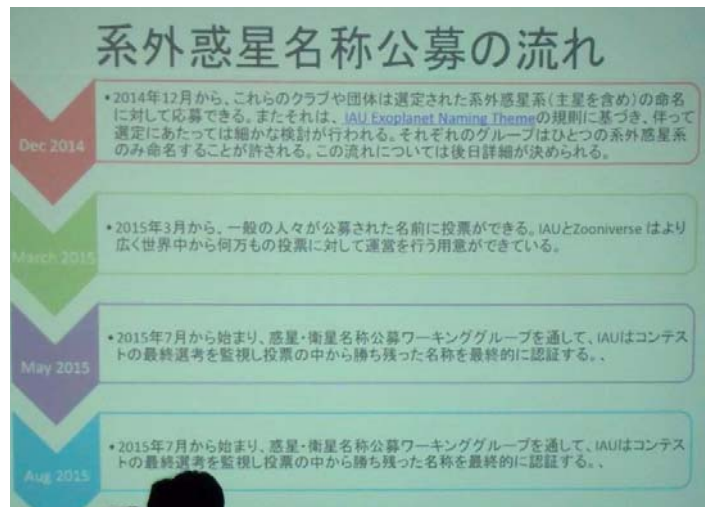 系外惑星名称公募の流れ
Dec 2014
•2014年12月から、これらのクラブや団体は選定された系外惑星系(主星を含め)の命名
に対して応募できる。またそれは、 IAU Exoplanet Naming Themeの規則に基づき、伴って
選定にあたっては細かな検討が行われる。それぞれのグループはひとつの系外惑星系
のみ命名することが許される。この流れについては後日詳細が決められる。
March 2015
•2015年3月から、一般の人々が公募された名前に投票ができる。IAUとZooniverse はより
広く世界中から何万もの投票に対して運営を行う用意ができている。
May 2015
•2015年7月から始まり、惑星・衛星名称公募ワーキンググループを通して、IAUはコンテス
トの最終選考を監視し投票の中から勝ち残った名称を最終的に認証する。、
Aug 2015
•2015年7月から始まり、惑星・衛星名称公募ワーキンググループを通して、IAUはコンテス
トの最終選考を監視し投票の中から勝ち残った名称を最終的に認証する。、